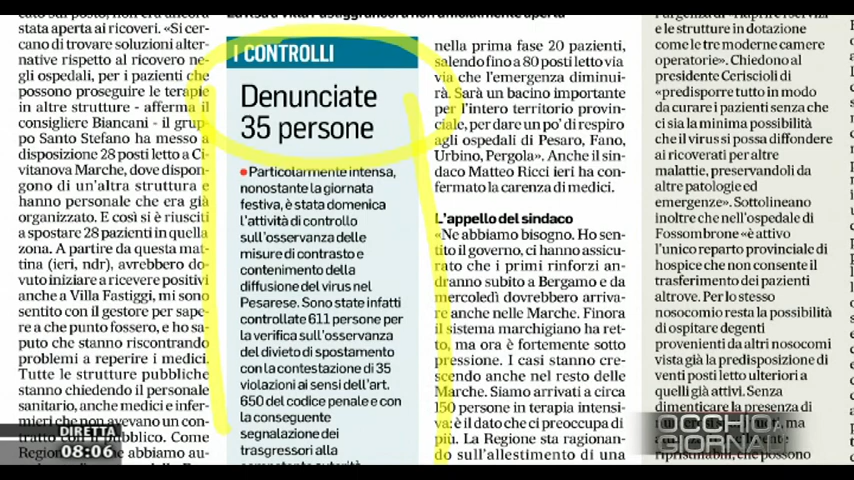 stata aperta ai ricoveri. «Si cer-
cano di trovare soluzioni alter-
native rispetto al ricovero ne-
gli ospedali, per i pazienti che
possono proseguire le terapie
in altre strutture - afferma il
consigliere Biancani - il grup-
po Santo Stefano ha messo a
disposizione 28 posti letto a Ci-
vitanova Marche, dove dispon-
gono di un'altra struttura e
hanno personale che era già
organizzato. E così si è riusciti
a spostare 28 pazienti in quella
zona. A partire da questa mat-
tina (ieri, ndr), avrebbero do-
vuto iniziare a ricevere positivi
anche a Villa Fastiggi, mi sono
sentito con il gestore per sape-
re a che punto fossero, e ho sa-
puto che stanno riscontrando
problemi a reperire i medici.
Tutte le strutture pubbliche
stanno chiedendo il personale
sanitario, anche medici e infer-
mieri che non avevano un con-
tratto con il pubblico. Come
I CONTROLLI
Denunciate
35 persone
Particolarmente intensa,
nonostante la giornata
festiva, è stata domenica
l'attività di controllo
sull'osservanza delle
misure di contrasto e
contenimento della
diffusione del virus nel
Pesarese. Sono state infatti
controllate 611 persone per
la verifica sull'osservanza
del divieto di spostamento
con la contestazione di 35
violazioni ai sensi dell'art.
650 del codice penale e con
la conseguente
segnalazione dei
trasgressori alla
nella prima fase 20 pazienti,
salendo fino a 80 posti letto via
via che l'emergenza diminui-
rà. Sarà un bacino importante
per l'intero territorio provin-
ciale, per dare un po' di respiro
agli ospedali di Pesaro, Fano,
Urbino, Pergola». Anche il sin-
daco Matteo Ricci ieri ha con-
fermato la carenza di medici.
L'appello del sindaco
«Ne abbiamo bisogno. Ho sen-
tito il governo, ci hanno assicu-
rato che i primi rinforzi an-
dranno subito a Bergamo e da
mercoledì dovrebbero arriva-
re anche nelle Marche. Finora
il sistema marchigiano ha ret-
to, ma ora è fortemente sotto
pressione. I casi stanno cre-
scendo anche nel resto delle
Marche. Siamo arrivati a circa
150 persone in terapia intensi-
va: è il dato che ci preoccupa di
più. La Regione sta ragionan-
do sull'allestimento di una
e le strutture in dotazione
come le tre moderne camere
operatorie». Chiedono al
presidente Ceriscioli di
«predisporre tutto in modo
da curare i pazienti senza che
ci sia la minima possibilità
che il virus si possa diffondere
ai ricoverati per altre
malattie, preservandoli da
altre patologie ed
emergenze». Sottolineano
inoltre che nell'ospedale di
Fossombrone «è attivo
l'unico reparto provinciale di
hospice che non consente il
trasferimento dei pazienti
altrove. Per lo stesso
nosocomio resta la possibilità
di ospitare degenti
provenienti da altri nosocomi
vista già la predisposizione di
posti letto ulteriori a
quelli già attivi. Senza
dimenticare la presenza di
DIRETTA
08:06
OCCHIO A
GIORNALI